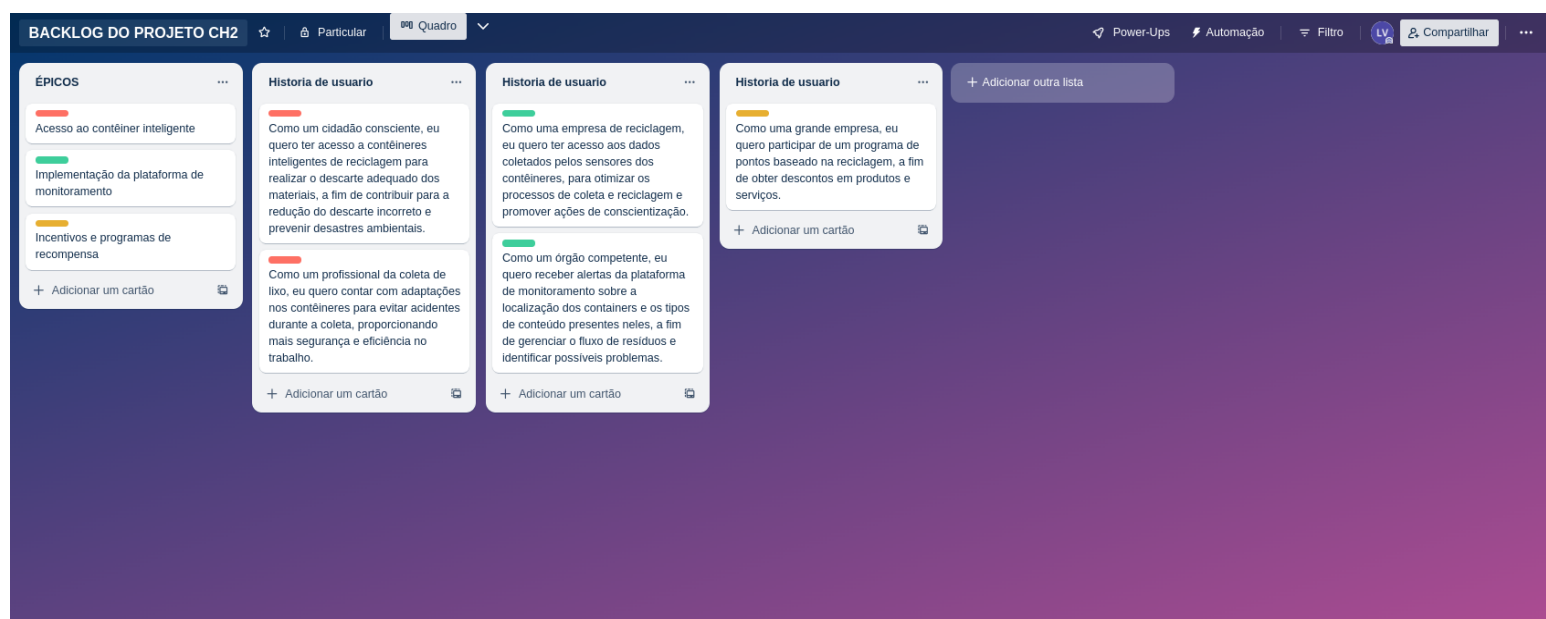 BACKLOG DO PROJETO CH2
Particular
Quadro
Power-Ups
Automação
Filtro
LV
Compartilhar
ÉPICOS
Acesso ao contêiner inteligente
Implementação da plataforma de
monitoramento
Incentivos e programas de
recompensa
Adicionar um cartão
Historia de usuario
Como um cidadão consciente, eu
quero ter acesso a contêineres
inteligentes de reciclagem para
realizar o descarte adequado dos
materiais, a fim de contribuir para a
redução do descarte incorreto e
prevenir desastres ambientais.
Como um profissional da coleta de
lixo, eu quero contar com adaptações
nos contêineres para evitar acidentes
durante a coleta, proporcionando
mais segurança e eficiência no
trabalho.
Adicionar um cartão
Historia de usuario
Como uma empresa de reciclagem,
eu quero ter acesso aos dados
coletados pelos sensores dos
contêineres, para otimizar os
processos de coleta e reciclagem e
promover ações de conscientização.
Como um órgão competente, eu
quero receber alertas da plataforma
de monitoramento sobre a
localização dos containers e os tipos
de conteúdo presentes neles, a fim
de gerenciar o fluxo de resíduos e
identificar possíveis problemas.
Adicionar um cartão
Historia de usuario
Como uma grande empresa, eu
quero participar de um programa de
pontos baseado na reciclagem, a fim
de obter descontos em produtos e
serviços.
Adicionar um cartão
Adicionar outra lista